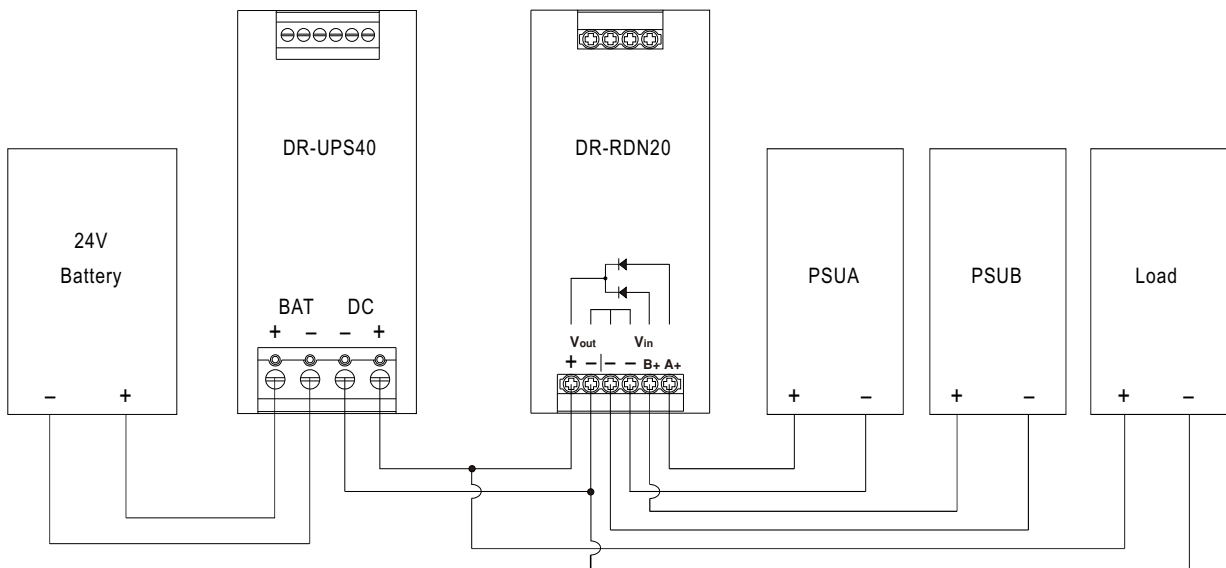 DR-UPS40
DR-RDN20
24V
Battery
PSUA
PSUB
Load
BAT DC
+ − − +
Vout Vin
+ −|− − B+ A+
− +
+ −
+ −
+ −